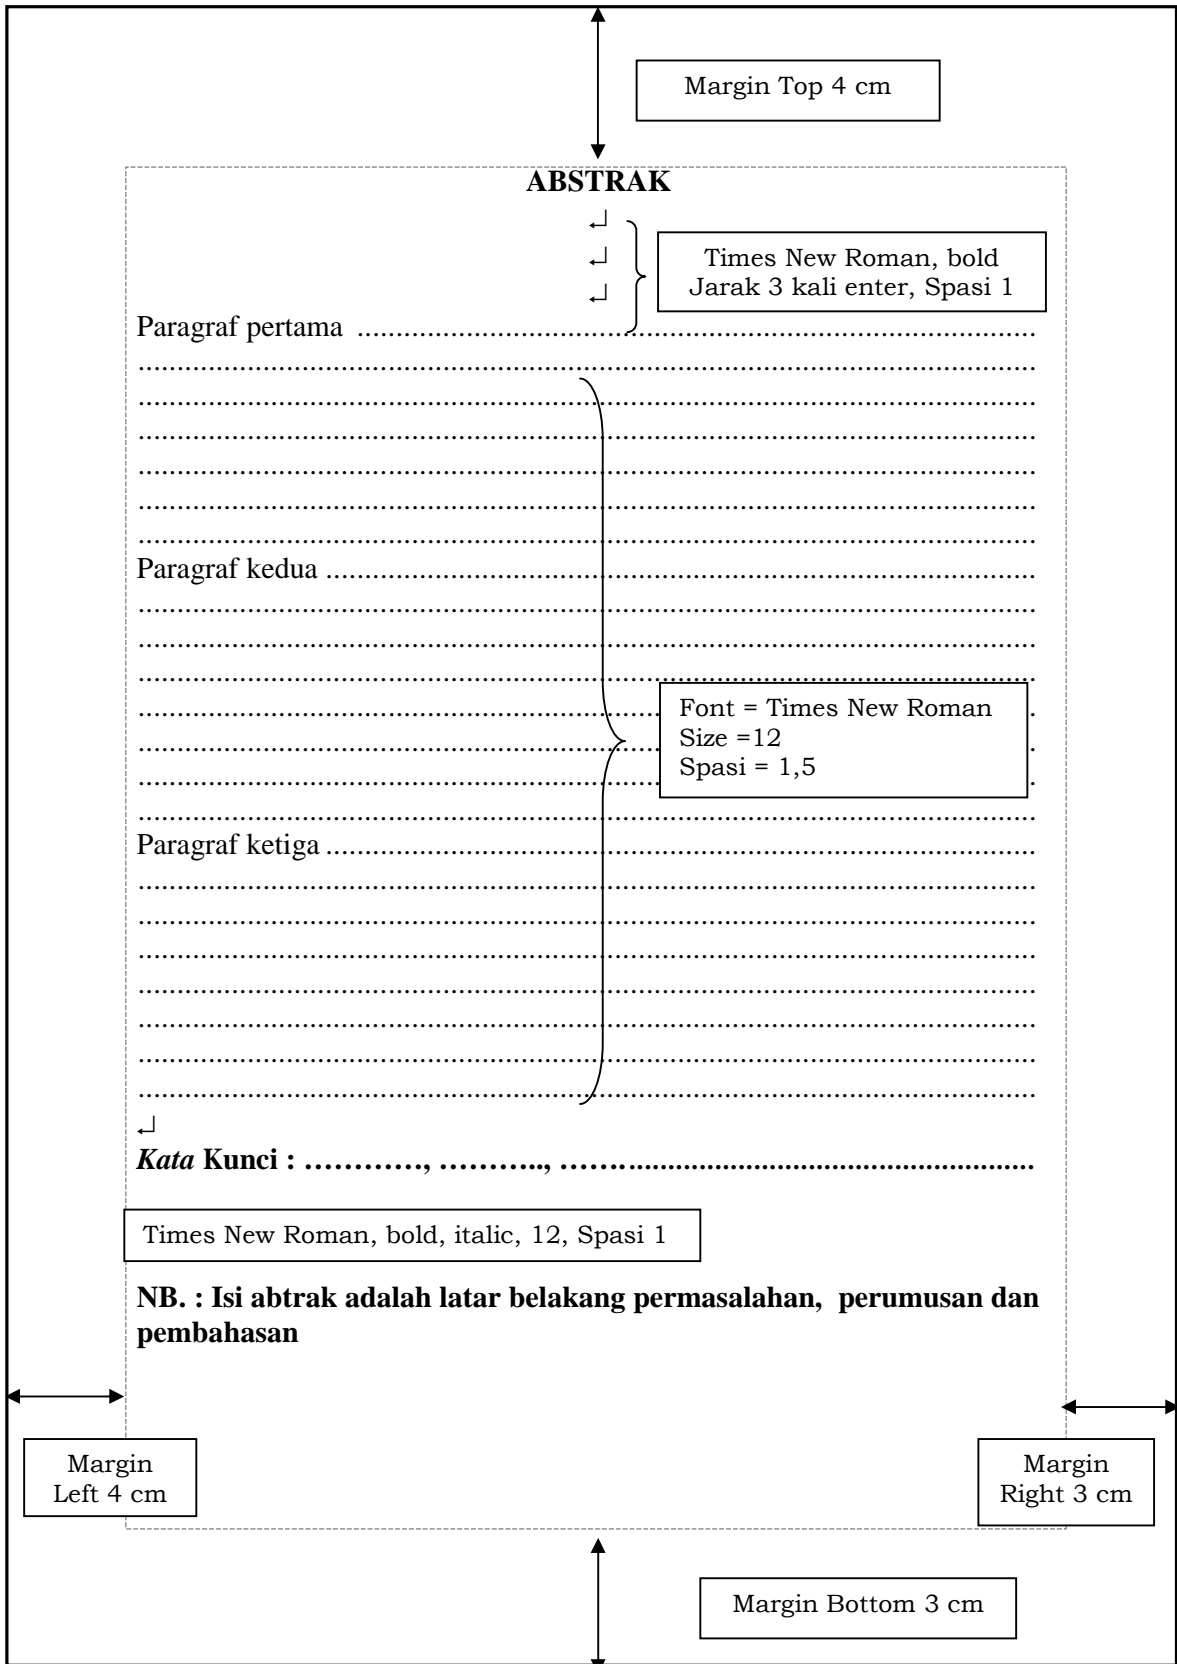 Margin Top 4 cm
ABSTRAK
↵
↵
↵
Times New Roman, bold
Jarak 3 kali enter, Spasi 1
Paragraf pertama ..........................................................................................
........................................................................................................................
........................................................................................................................
........................................................................................................................
........................................................................................................................
........................................................................................................................
........................................................................................................................
Paragraf kedua ..............................................................................................
........................................................................................................................
........................................................................................................................
........................................................................................................................
........................................................................................................................
........................................................................................................................
........................................................................................................................
........................................................................................................................
Font = Times New Roman
Size =12
Spasi = 1,5
Paragraf ketiga ..............................................................................................
........................................................................................................................
........................................................................................................................
........................................................................................................................
........................................................................................................................
........................................................................................................................
........................................................................................................................
........................................................................................................................
↵
Kata Kunci : …………, ……….., ……......................................................
Times New Roman, bold, italic, 12, Spasi 1
NB. : Isi abtrak adalah latar belakang permasalahan, perumusan dan
pembahasan
Margin
Left 4 cm
Margin
Right 3 cm
Margin Bottom 3 cm